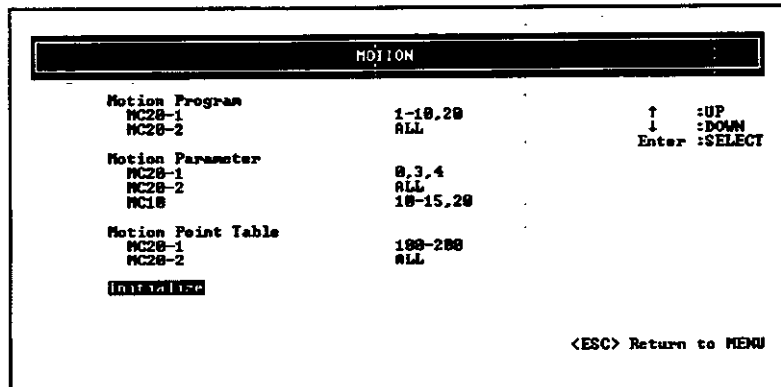 MOTION
Motion Program
MC20-1 1-10,20 ↑ :UP
MC20-2 ALL ↓ :DOWN
Enter :SELECT
Motion Parameter
MC20-1 0,3,4
MC20-2 ALL
MC10 10-15,20
Motion Point Table
MC20-1 100-200
MC20-2 ALL
Initialize
<ESC> Return to MENU